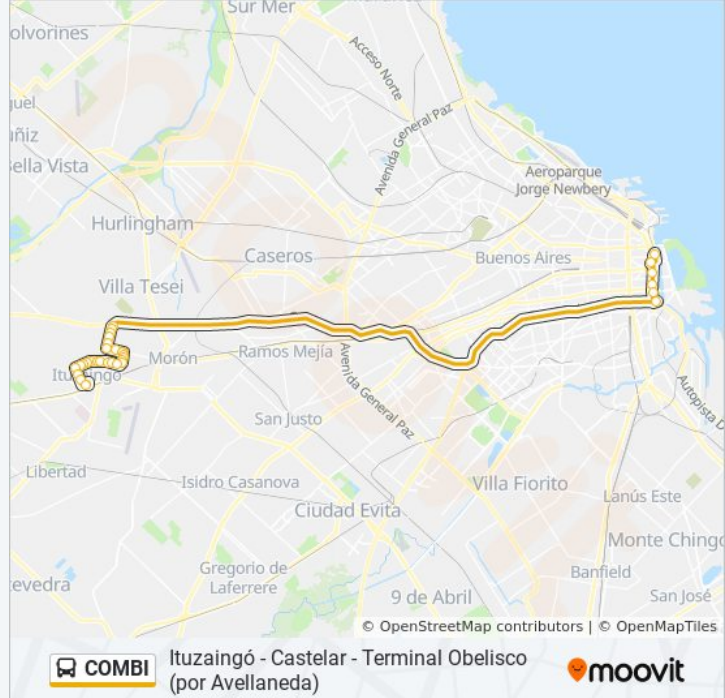 Sur Mer
olvorines
Acceso Norte
guel
Avenida General Paz
uñiz
Bella Vista
Aeroparque
Jorge Newbery
Hurlingham
Caseros
Buenos Aires
Villa Tesei
Ramos Mejía
Morón
Ituzaingó
Avenida General Paz
Autopista D
San Justo
Libertad
Isidro Casanova
Villa Fiorito
Lanús Este
Ciudad Evita
Monte Chingo
Gregorio de
Laferrere
Banfield
tevedra
9 de Abril
San José
© OpenStreetMap contributors | © OpenMapTiles
COMBI
Ituzaingó - Castelar - Terminal Obelisco
(por Avellaneda)
moovit